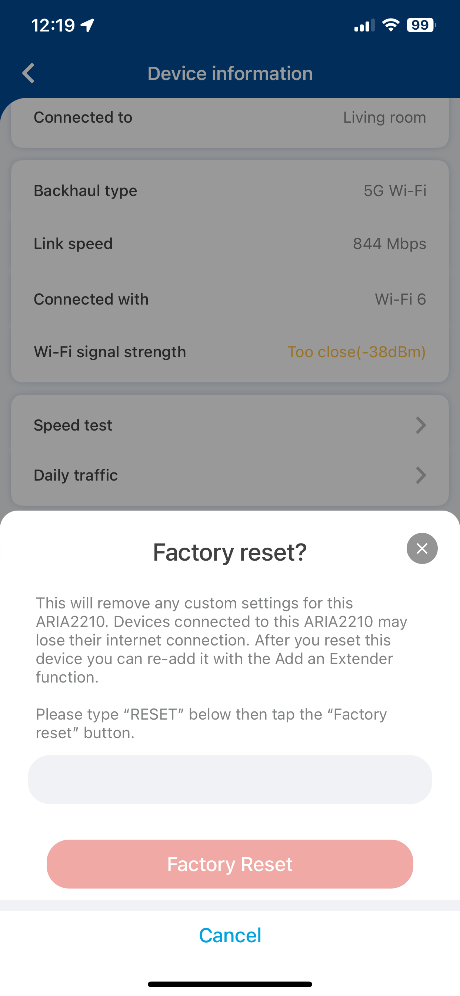 12:19
99
Device information
Connected to Living room
Backhaul type 5G Wi-Fi
Link speed 844 Mbps
Connected with Wi-Fi 6
Wi-Fi signal strength Too close(-38dBm)
Speed test
Daily traffic
Factory reset?
This will remove any custom settings for this
ARIA2210. Devices connected to this ARIA2210 may
lose their internet connection. After you reset this
device you can re-add it with the Add an Extender
function.
Please type “RESET” below then tap the “Factory
reset” button.
Factory Reset
Cancel